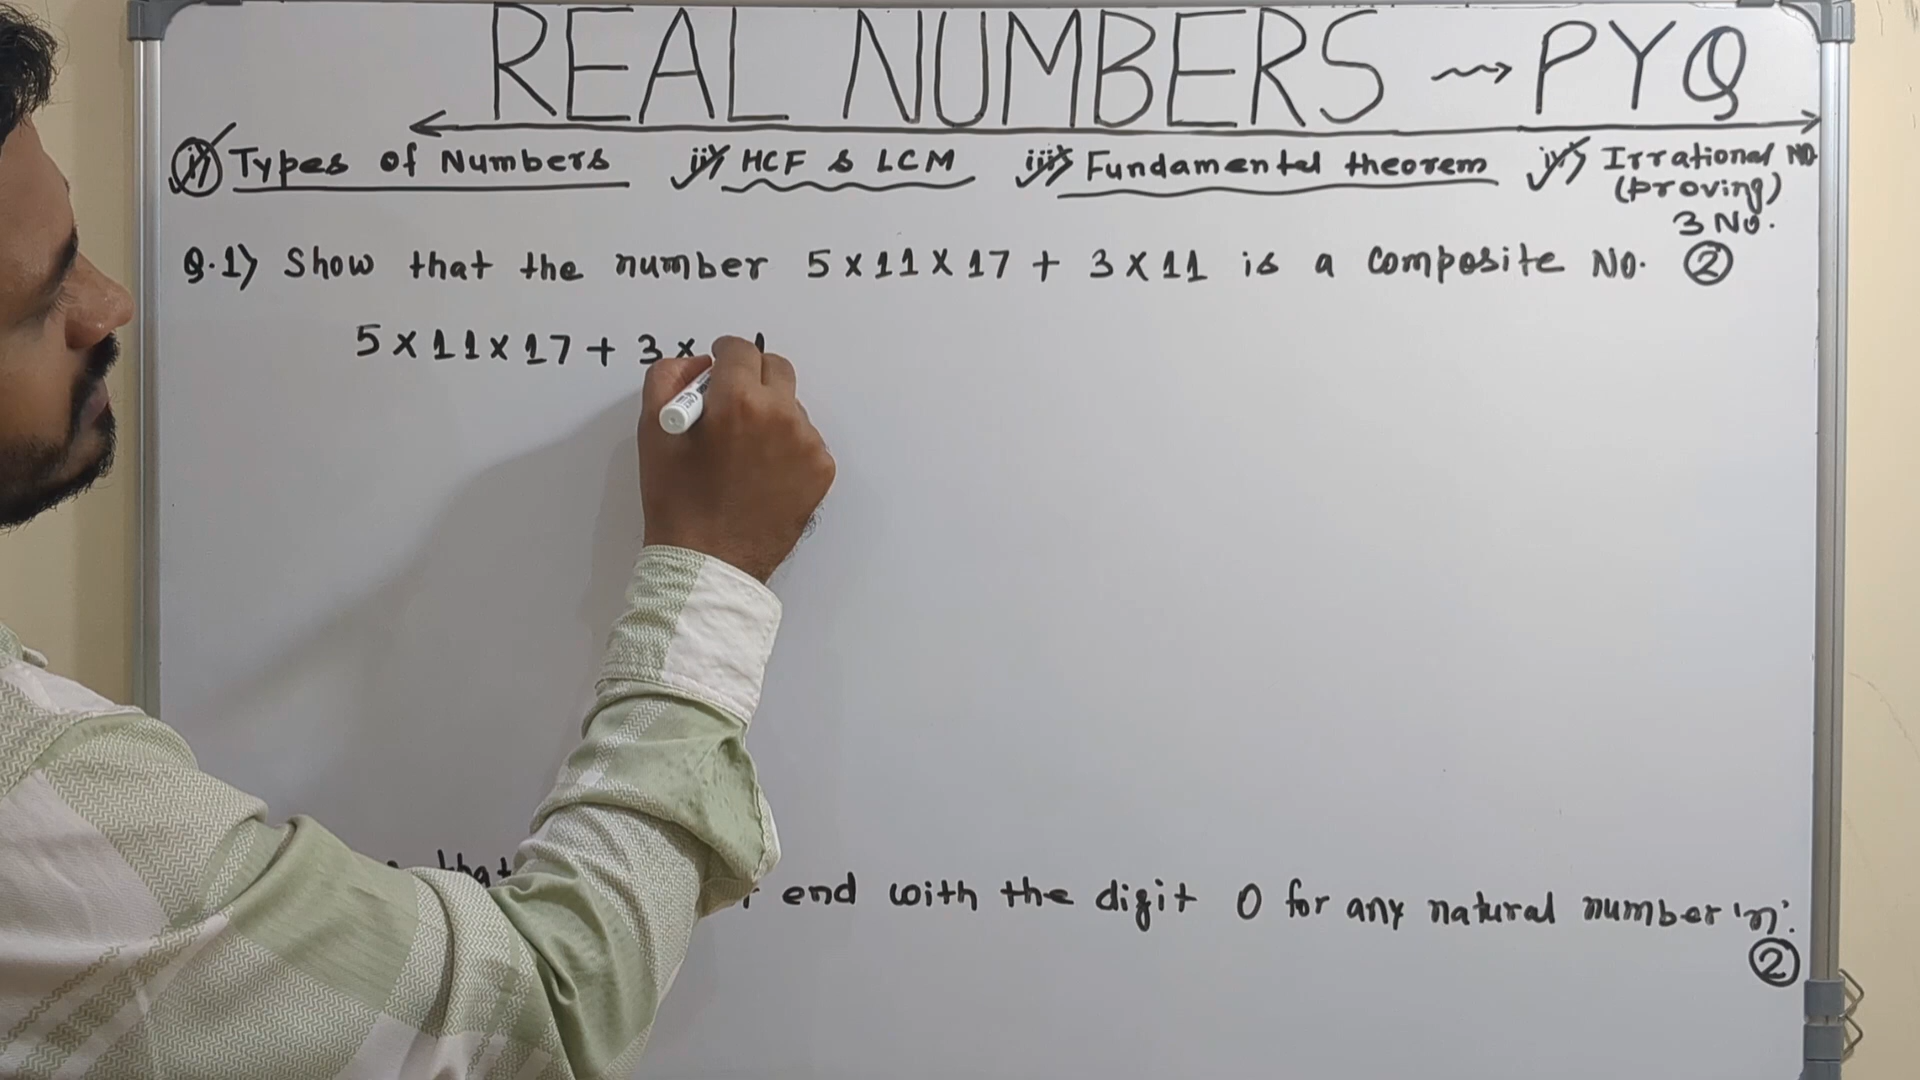 REAL NUMBERS ⇝ PYQ
i) Types of Numbers ii) HCF & LCM iii) Fundamental theorem iv) Irrational NO.
(proving)
3 No.
Q.1) Show that the number 5 x 11 x 17 + 3 x 11 is a composite No. ②
5 x 11 x 17 + 3 x
that
end with the digit 0 for any natural number 'n'.
②